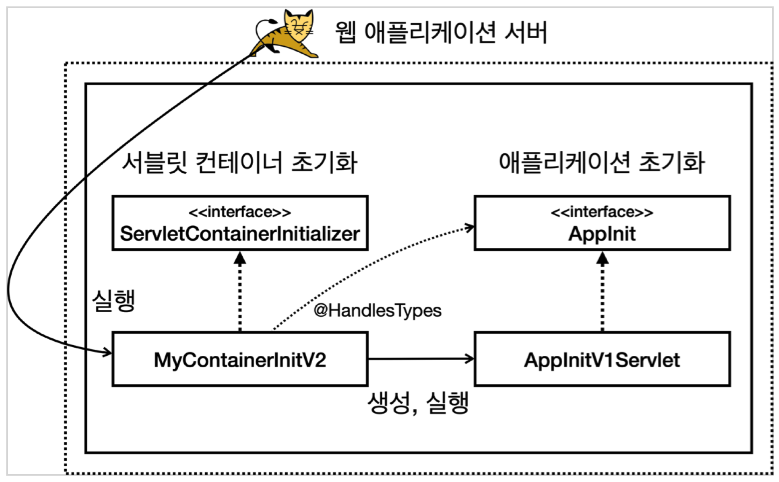 웹 애플리케이션 서버
서블릿 컨테이너 초기화
애플리케이션 초기화
<<interface>>
ServletContainerInitializer
<<interface>>
AppInit
실행
@HandlesTypes
MyContainerInitV2
AppInitV1Servlet
생성, 실행